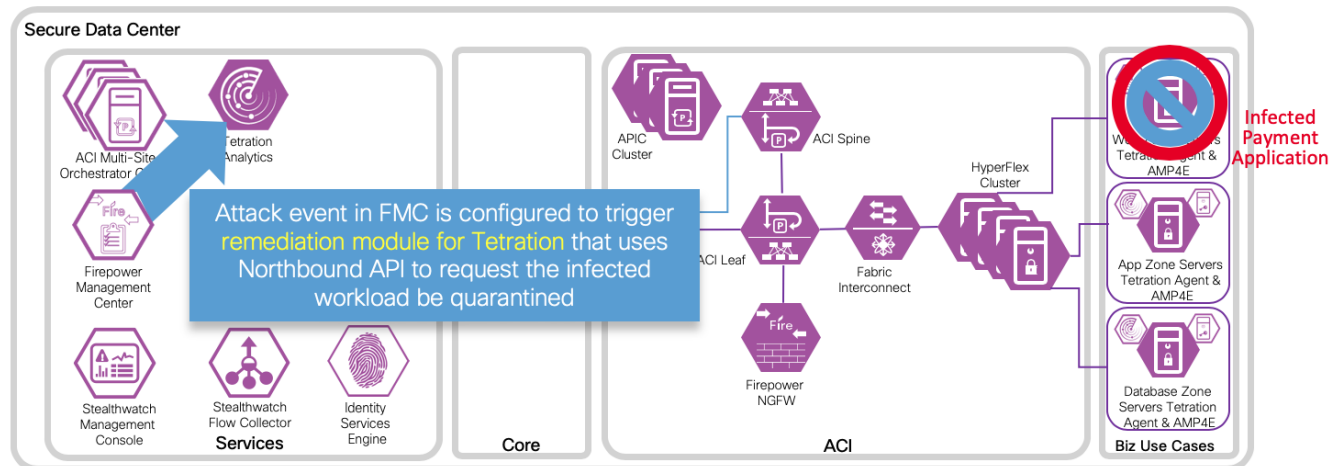 Secure Data Center
ACI Multi-Site
Orchestrator
Tetration
Analytics
Fire
Firepower
Management
Center
Attack event in FMC is configured to trigger
remediation module for Tetration that uses
Northbound API to request the infected
workload be quarantined
Stealthwatch
Management
Console
Stealthwatch
Flow Collector
Identity
Services
Engine
Services
Core
APIC
Cluster
P
ACI Spine
P
ACI Leaf
Fabric
Interconnect
HyperFlex
Cluster
Fire
Firepower
NGFW
ACI
Tetration Agent &
AMP4E
Infected
Payment
Application
App Zone Servers
Tetration Agent &
AMP4E
Database Zone
Servers Tetration
Agent & AMP4E
Biz Use Cases